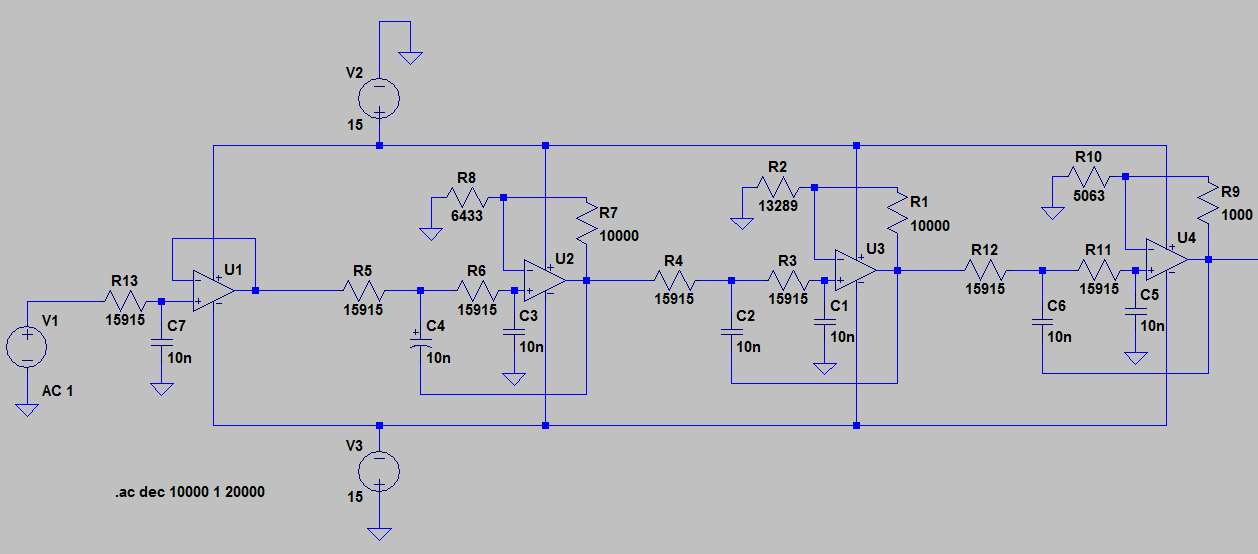 V2
15
R8
6433
R7
10000
R2
13289
R1
10000
R10
5063
R9
1000
U1
U2
U3
U4
R13
15915
R5
15915
R6
15915
R4
15915
R3
15915
R12
15915
R11
15915
V1
AC 1
C7
10n
C4
10n
C3
10n
C2
10n
C1
10n
C6
10n
C5
10n
V3
15
.ac dec 10000 1 20000